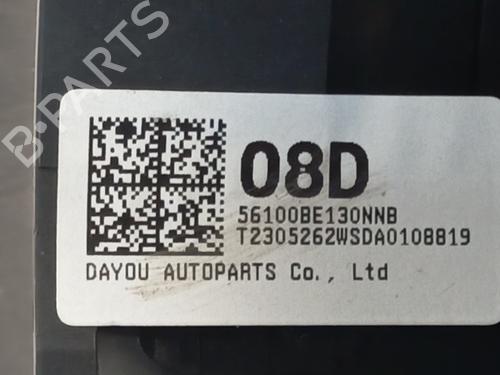 B-PARTS
08D
56100BE130NNB
T2305262WSDA0108819
DAYOU AUTOPARTS Co., Ltd